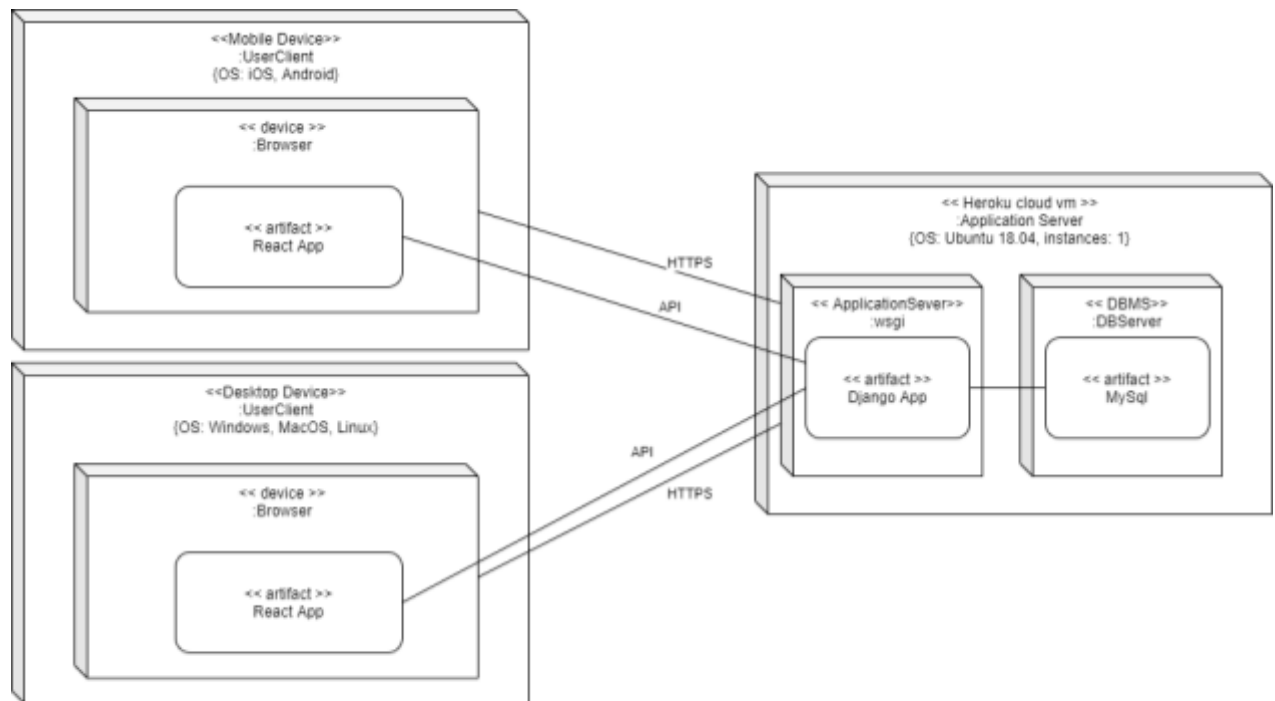 <<Mobile Device>>
:UserClient
{OS: iOS, Android}
<< device >>
:Browser
<< artifact >>
React App
HTTPS
API
<<Desktop Device>>
:UserClient
{OS: Windows, MacOS, Linux}
<< device >>
:Browser
<< artifact >>
React App
API
HTTPS
<< Heroku cloud vm >>
:Application Server
{OS: Ubuntu 18.04, instances: 1}
<< ApplicationSever>>
:wsgi
<< artifact >>
Django App
<< DBMS>>
:DBServer
<< artifact >>
MySql